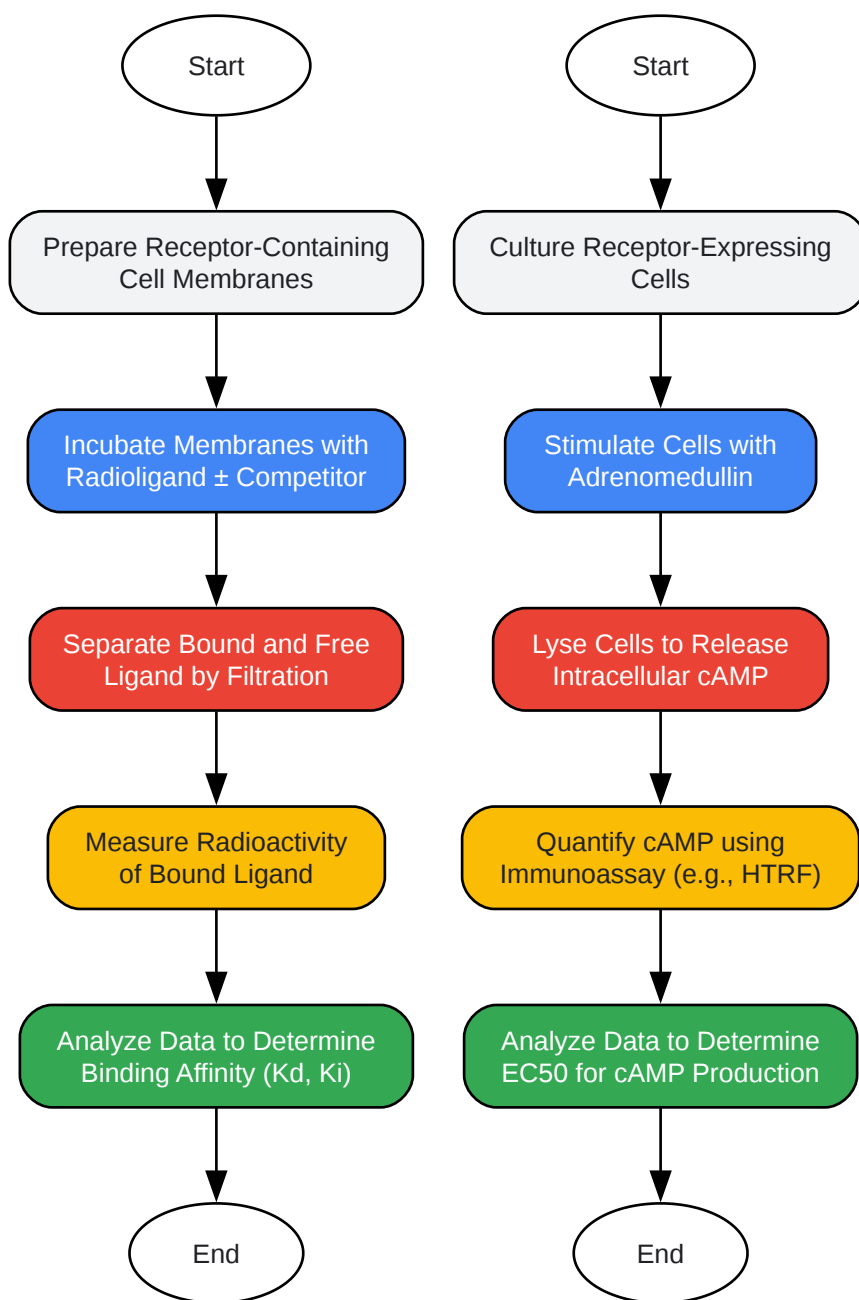 Start
Prepare Receptor-Containing
Cell Membranes
Incubate Membranes with
Radioligand ± Competitor
Separate Bound and Free
Ligand by Filtration
Measure Radioactivity
of Bound Ligand
Analyze Data to Determine
Binding Affinity (Kd, Ki)
End
Start
Culture Receptor-Expressing
Cells
Stimulate Cells with
Adrenomedullin
Lyse Cells to Release
Intracellular cAMP
Quantify cAMP using
Immunoassay (e.g., HTRF)
Analyze Data to Determine
EC50 for cAMP Production
End